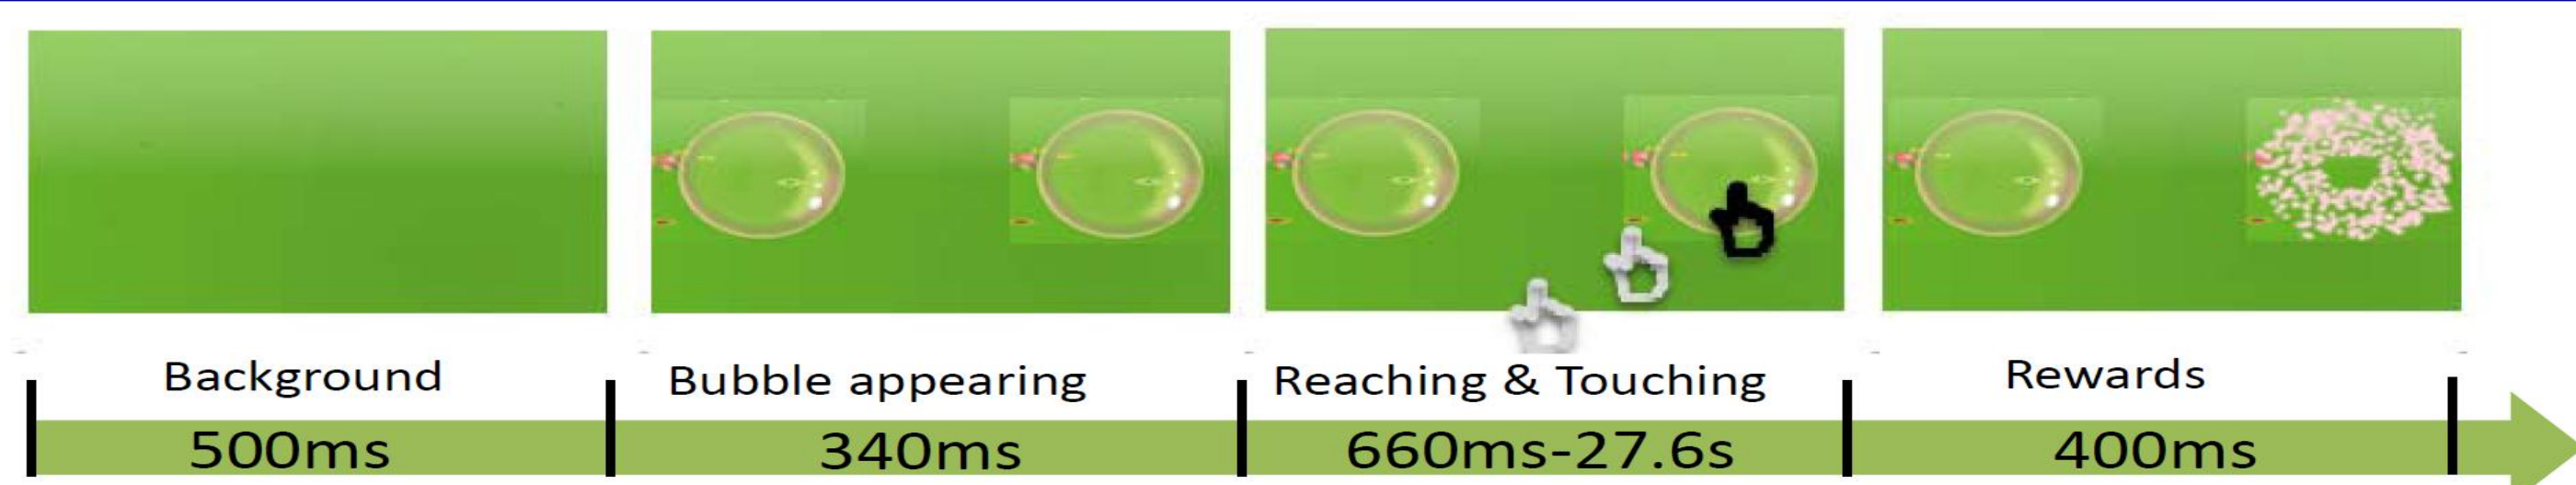 Background
Bubble appearing
Reaching & Touching
Rewards
500ms
340ms
660ms-27.6s
400ms